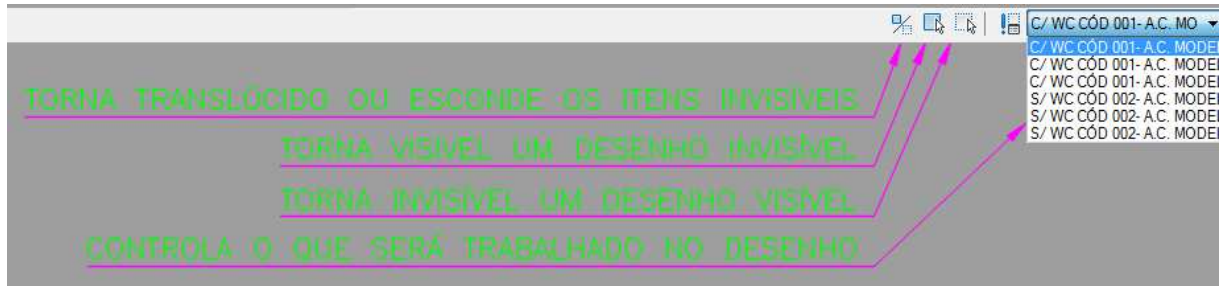 C/ WC CÓD 001- A.C. MO
C/ WC CÓD 001- A.C. MODEI
C/ WC CÓD 001- A.C. MODEI
C/ WC CÓD 001- A.C. MODEI
S/ WC CÓD 002- A.C. MODEI
S/ WC CÓD 002- A.C. MODEI
S/ WC CÓD 002- A.C. MODEI
TORNA TRANSLÚCIDO OU ESCONDE OS ITENS INVISÍVEIS
TORNA VISÍVEL UM DESENHO INVISÍVEL
TORNA INVISÍVEL UM DESENHO VISÍVEL
CONTROLA O QUE SERÁ TRABALHADO NO DESENHO